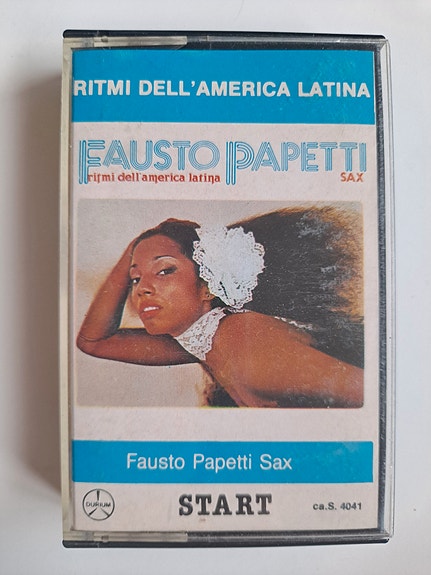 RITMI DELL'AMERICA LATINA
FAUSTO PAPETTI
ritmi dell'america latina SAX
Fausto Papetti Sax
DURIUM START ca.S. 4041